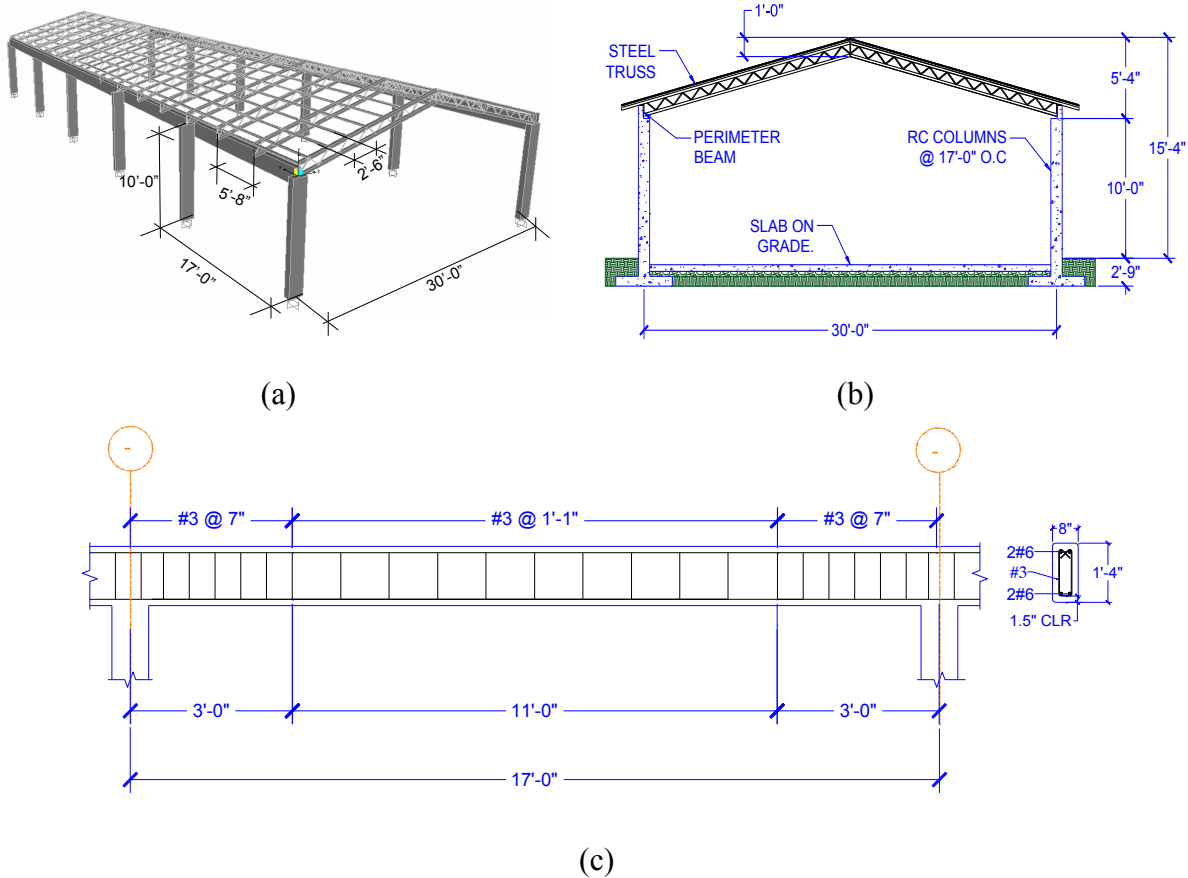 10'-0"
5'-8"
2'-6"
17'-0"
30'-0"
(a)
1'-0"
STEEL
TRUSS
5'-4"
PERIMETER
BEAM
RC COLUMNS
@ 17'-0" O.C
15'-4"
10'-0"
SLAB ON
GRADE.
2'-9"
30'-0"
(b)
-
-
#3 @ 7"
#3 @ 1'-1"
#3 @ 7"
8"
2#6
#3
1'-4"
2#6
1.5" CLR
3'-0"
11'-0"
3'-0"
17'-0"
(c)